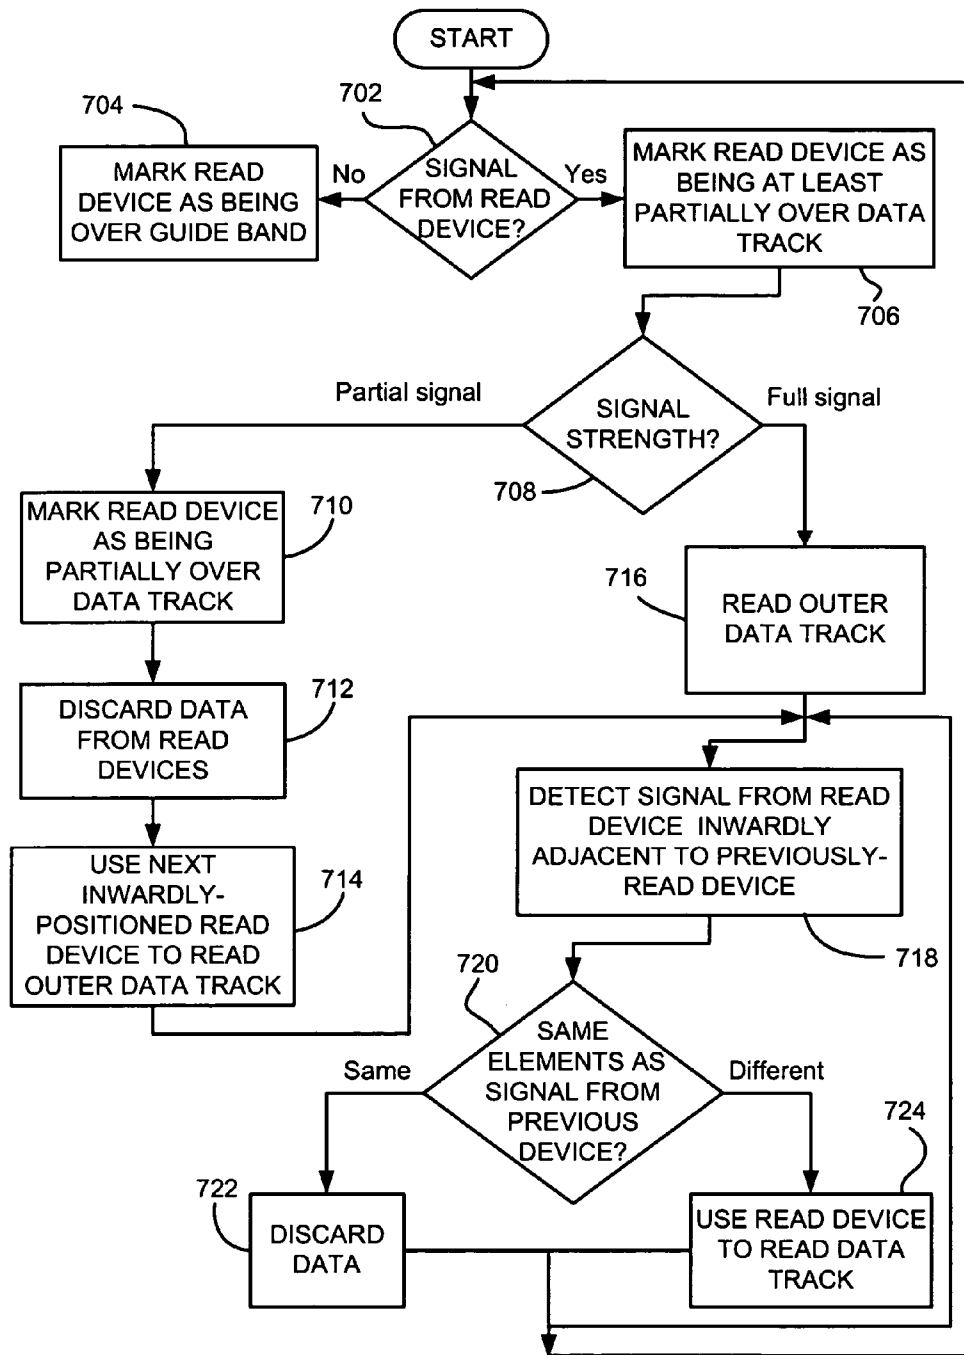 START
702
704
SIGNAL
FROM READ
DEVICE?
No
Yes
MARK READ
DEVICE AS BEING
OVER GUIDE BAND
MARK READ DEVICE AS
BEING AT LEAST
PARTIALLY OVER DATA
TRACK
706
Partial signal
SIGNAL
STRENGTH?
Full signal
708
MARK READ DEVICE
AS BEING
PARTIALLY OVER
DATA TRACK
710
716
READ OUTER
DATA TRACK
DISCARD DATA
FROM READ
DEVICES
712
DETECT SIGNAL FROM READ
DEVICE INWARDLY
ADJACENT TO PREVIOUSLY-
READ DEVICE
718
USE NEXT
INWARDLY-
POSITIONED READ
DEVICE TO READ
OUTER DATA TRACK
714
720
SAME
ELEMENTS AS
SIGNAL FROM
PREVIOUS
DEVICE?
Same
Different
722
DISCARD
DATA
724
USE READ DEVICE
TO READ DATA
TRACK